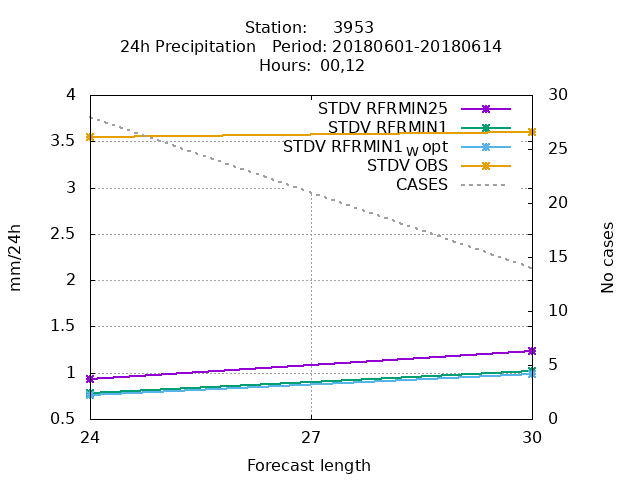 Station: 3953
24h Precipitation Period: 20180601-20180614
Hours: 00,12
4
3.5
3
2.5
2
1.5
1
0.5
mm/24h
STDV RFRMIN25
STDV RFRMIN1
STDV RFRMIN1_W opt
STDV OBS
CASES
30
25
20
15
10
5
0
No cases
24
27
30
Forecast length